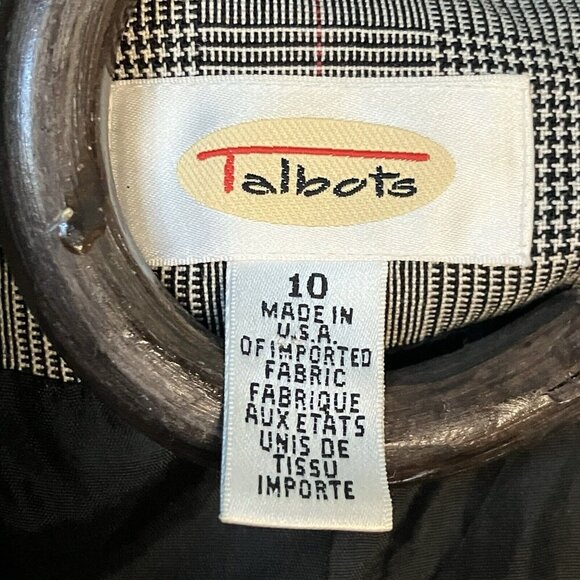 Talbots
10
MADE IN
U.S.A.
OF IMPORTED
FABRIC
FABRIQUE
AUX ETATS
UNIS DE
TISSU
IMPORTE